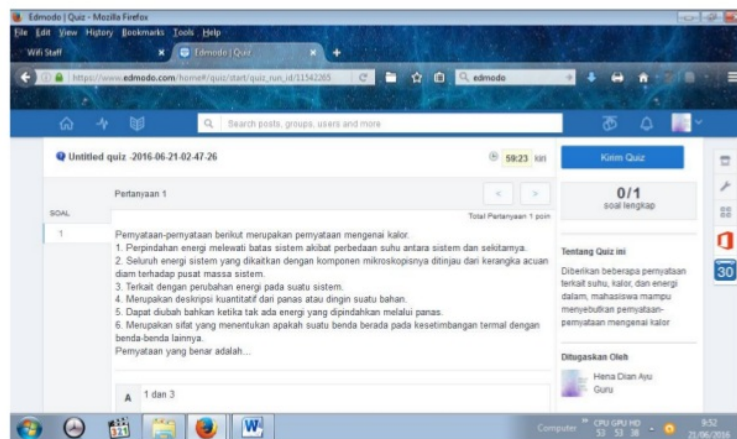 Edmodo | Quiz - Mozilla Firefox
File Edit View History Bookmarks Tools Help
Wifi Staff
Edmodo | Quiz
https://www.edmodo.com/home#/quiz/start/quiz_run_id/11542265
edmodo
Search posts, groups, users and more
Untitled quiz -2016-06-21-02-47-26
59:23 kiri
Kirim Quiz
Pertanyaan 1
< >
0/1
soal lengkap
SOAL
Total Pertanyaan 1 poin
1
Pernyataan-pernyataan berikut merupakan pernyataan mengenai kalor.
1. Perpindahan energi melewati batas sistem akibat perbedaan suhu antara sistem dan sekitarnya.
2. Seluruh energi sistem yang dikaitkan dengan komponen mikroskopisnya ditinjau dari kerangka acuan
diam terhadap pusat massa sistem.
3. Terkait dengan perubahan energi pada suatu sistem.
4. Merupakan deskripsi kuantitatif dari panas atau dingin suatu bahan.
5. Dapat diubah bahkan ketika tak ada energi yang dipindahkan melalui panas.
6. Merupakan sifat yang menentukan apakah suatu benda berada pada kesetimbangan termal dengan
benda-benda lainnya.
Pernyataan yang benar adalah...
A 1 dan 3
Tentang Quiz ini
Diberikan beberapa pernyataan
terkait suhu, kalor, dan energi
dalam, mahasiswa mampu
menyebutkan pernyataan-
pernyataan mengenai kalor
Ditugaskan Oleh
Hena Dian Ayu
Guru
30
321
W
Computer
CPU GPU HD
53 53 38
9:52
21/06/2016